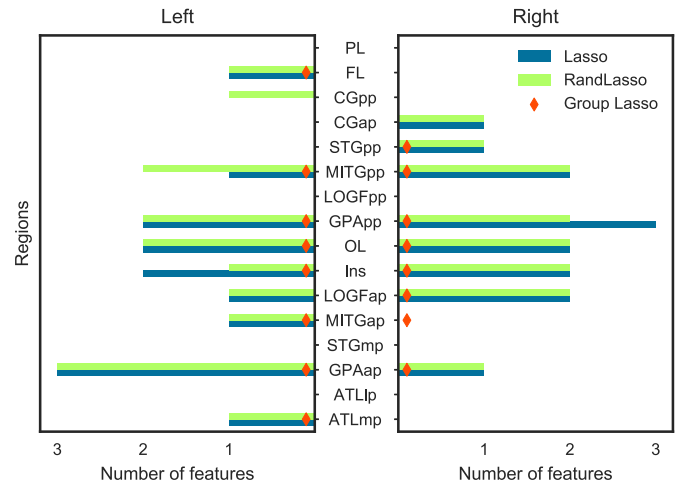 Left
Right
Regions
PL
FL
CGpp
CGap
STGpp
MITGpp
LOGFpp
GPApp
OL
Ins
LOGFap
MITGap
STGmp
GPAap
ATLlp
ATLmp
Lasso
RandLasso
Group Lasso
3 2 1
1 2 3
Number of features
Number of features